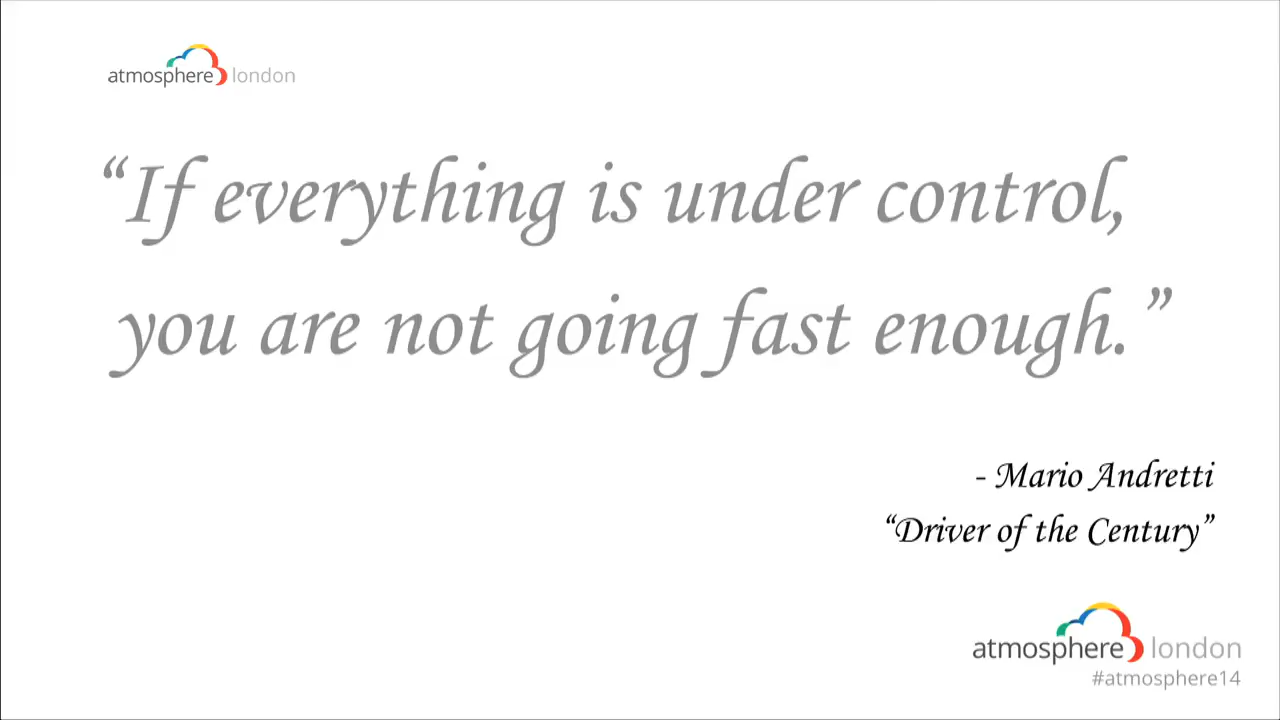 atmosphere london
“If everything is under control,
you are not going fast enough.”
- Mario Andretti
“Driver of the Century”
atmosphere london
#atmosphere14